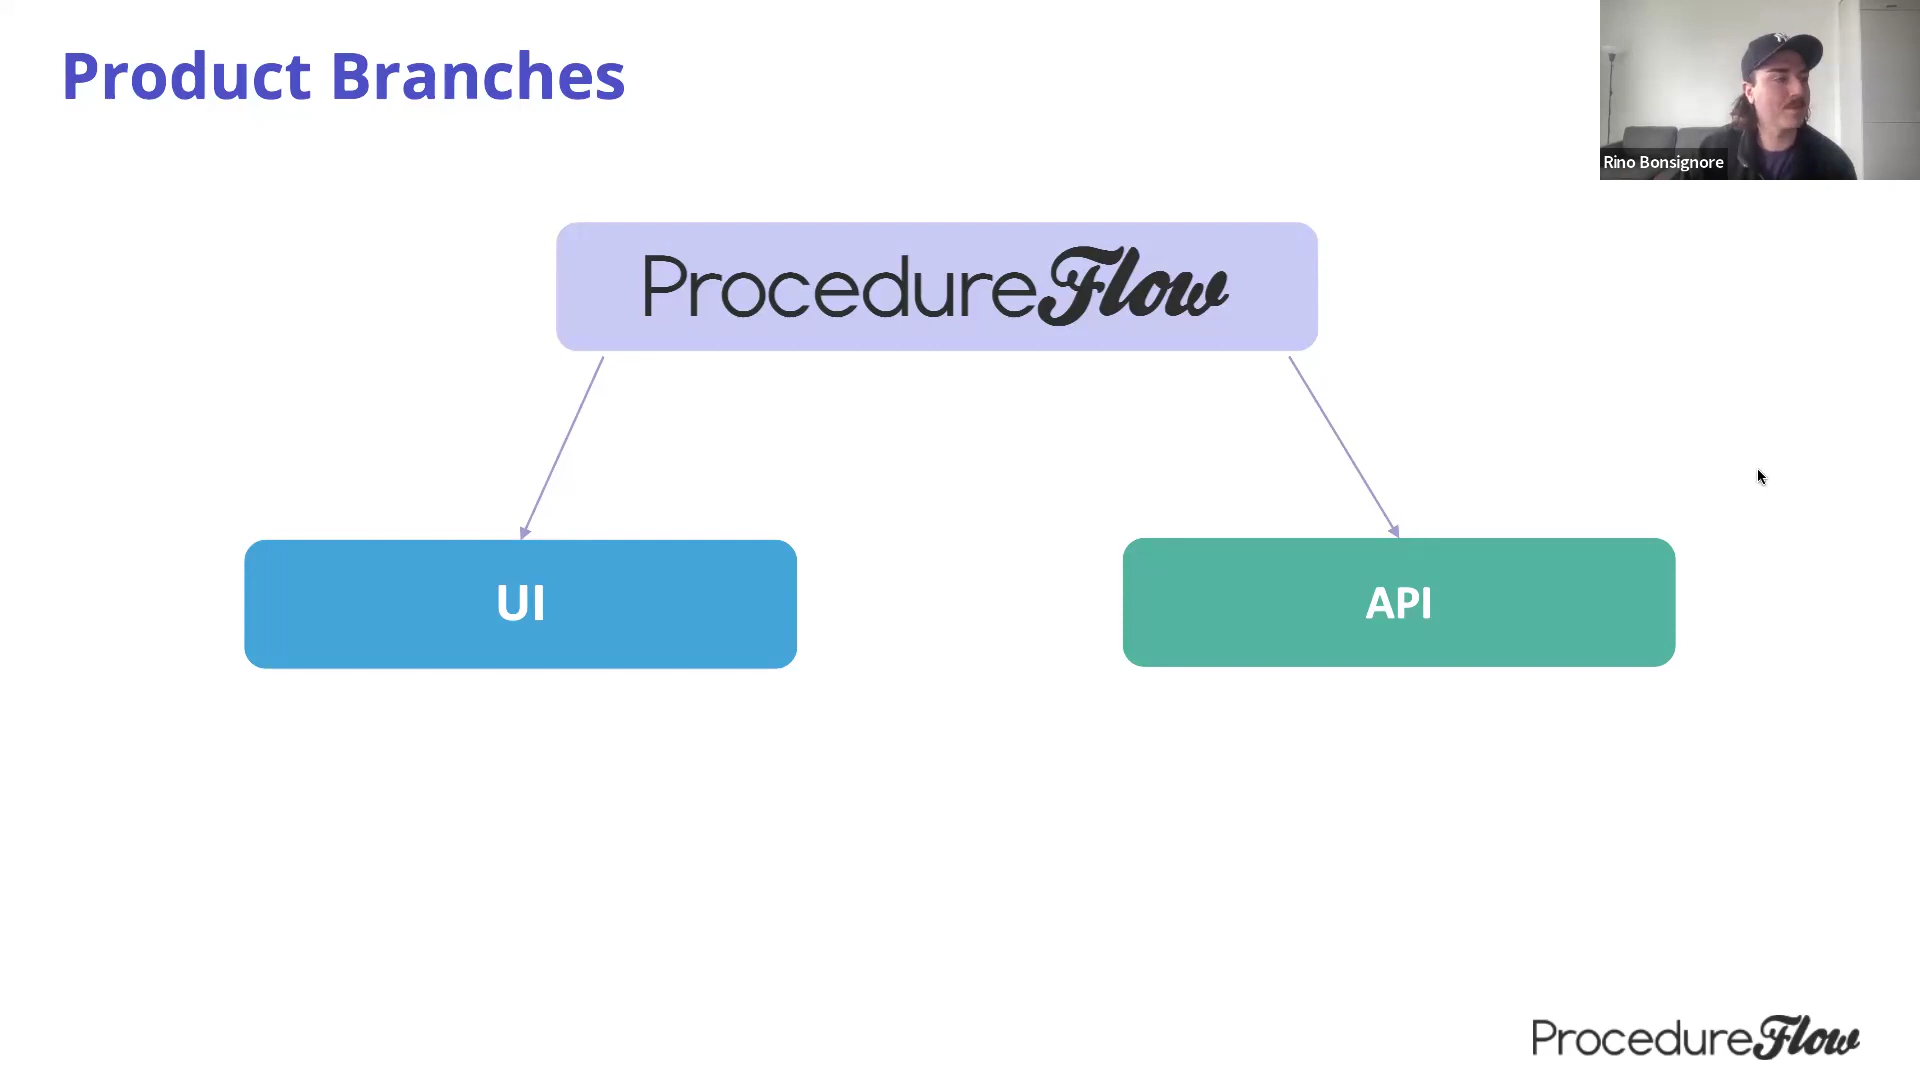 Product Branches
Rino Bonsignore
ProcedureFlow
UI
API
ProcedureFlow